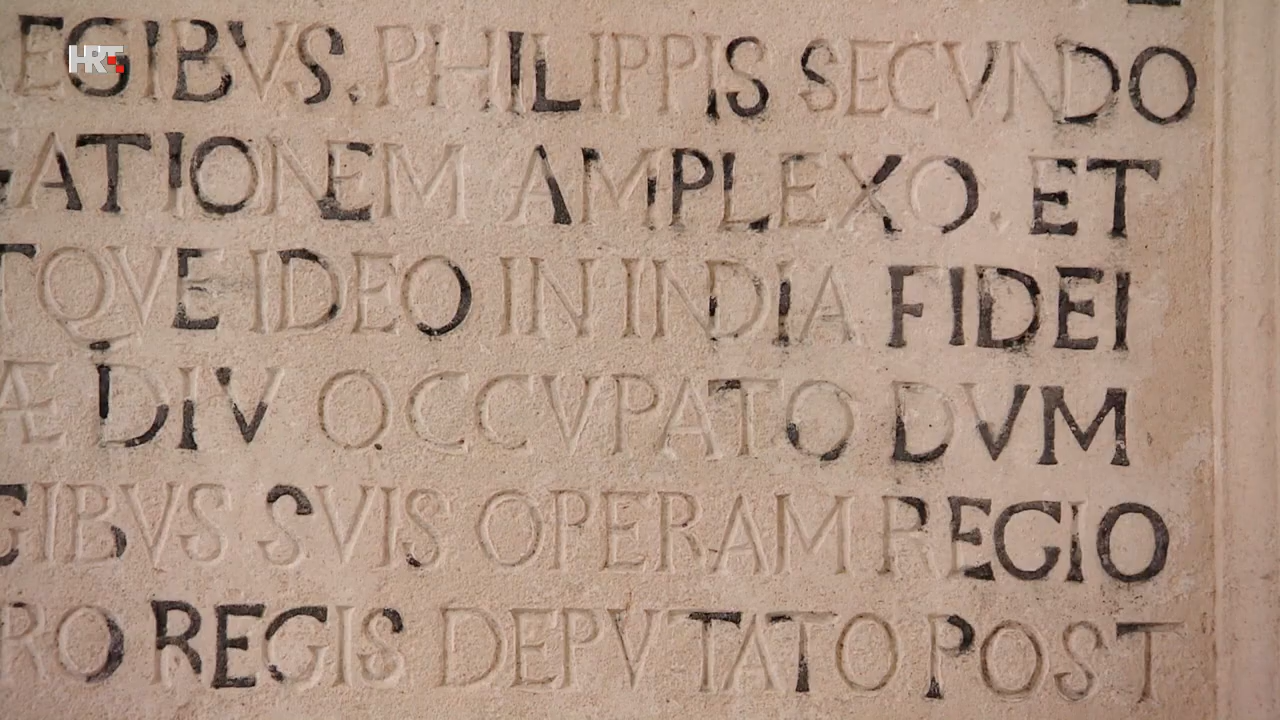 HRT
EGIBVS. PHILIPPIS SECVNDO
ATIONEM AMPLEXO. ET
TQVE IDEO IN INDIA FIDEI
Æ DIV OCCVPATO DVM
GIBVS SVIS OPERAM REGIO
RO REGIS DEPVTATO POST